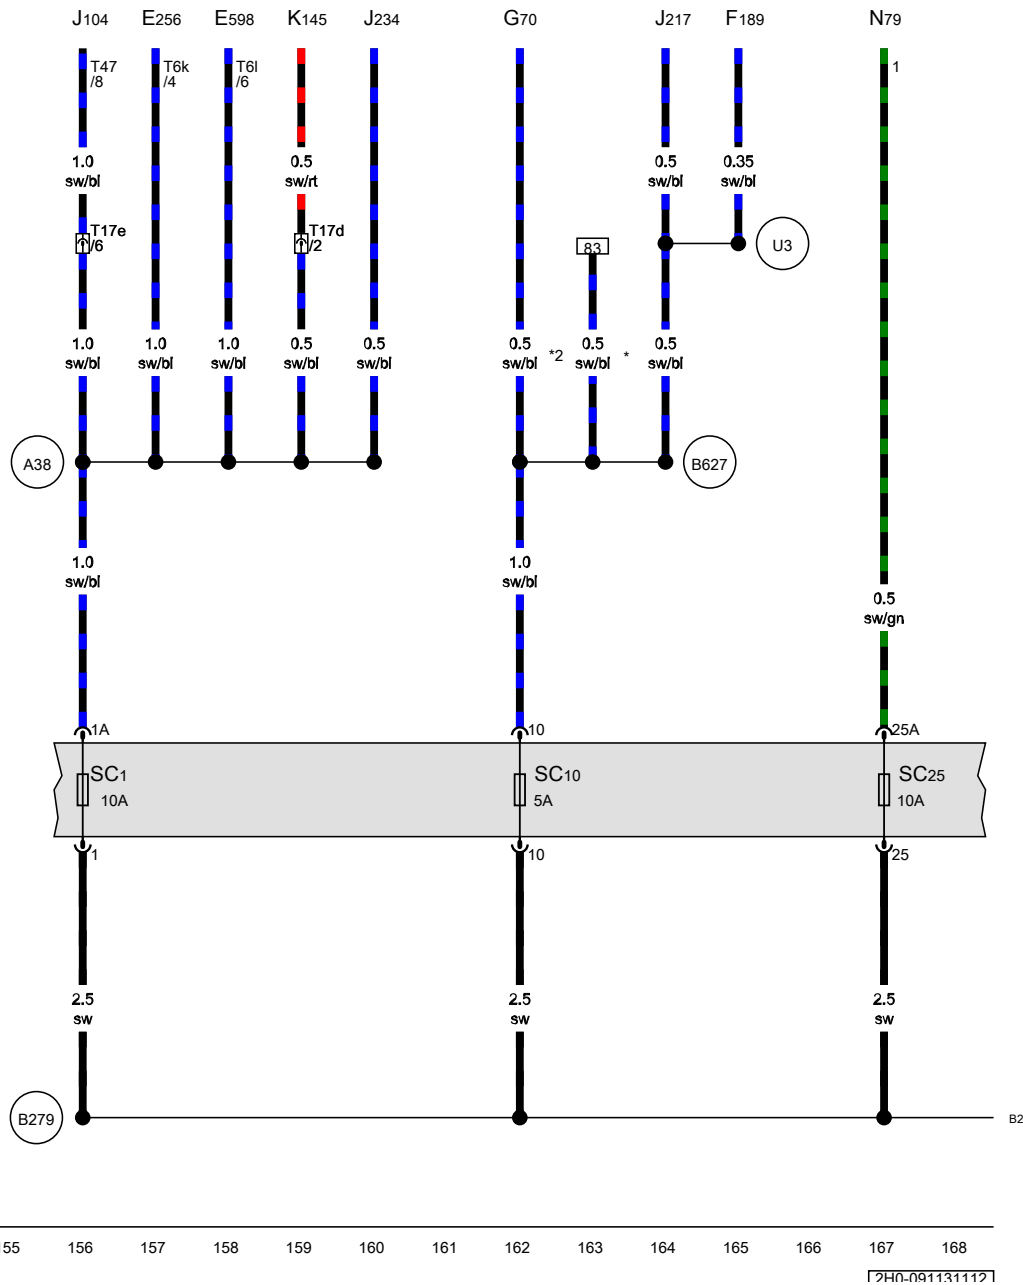 J104 E256 E598 K145 J234 G70 J217 F189 N79
T47 /8
T6k /4
T6l /6
1
1.0 sw/bl
0.5 sw/rt
0.5 sw/bl
0.35 sw/bl
T17e /6
T17d /2
83
U3
1.0 sw/bl
1.0 sw/bl
1.0 sw/bl
0.5 sw/bl
0.5 sw/bl
0.5 sw/bl
*2
0.5 sw/bl
*
0.5 sw/bl
A38
B627
1.0 sw/bl
1.0 sw/bl
0.5 sw/gn
1A
10
25A
SC1
10A
SC10
5A
SC25
10A
1
10
25
2.5 sw
2.5 sw
2.5 sw
B279
B2
155 156 157 158 159 160 161 162 163 164 165 166 167 168
2H0-091131112